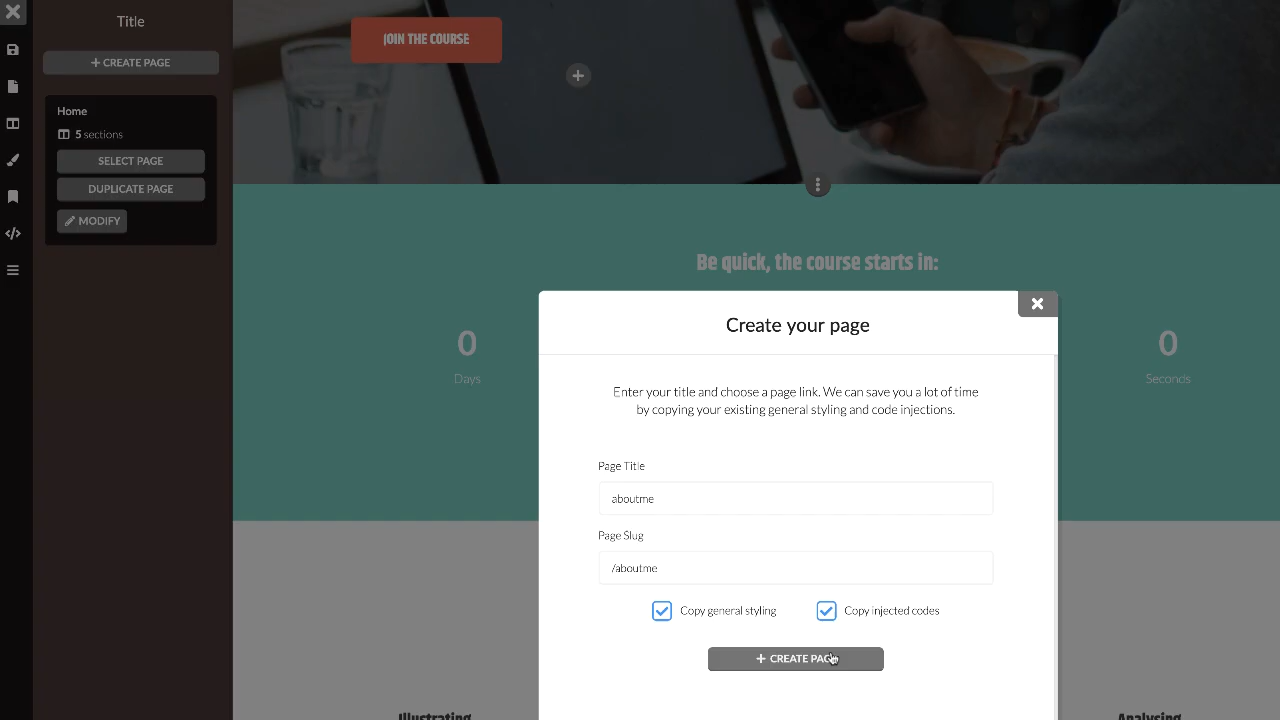 Title
CREATE PAGE
Home
5 sections
SELECT PAGE
DUPLICATE PAGE
MODIFY
JOIN THE COURSE
Be quick, the course starts in:
0
Days
0
Seconds
Create your page
Enter your title and choose a page link. We can save you a lot of time
by copying your existing general styling and code injections.
Page Title
aboutme
Page Slug
/aboutme
Copy general styling
Copy injected codes
CREATE PAGE
Illustrating
Analysing